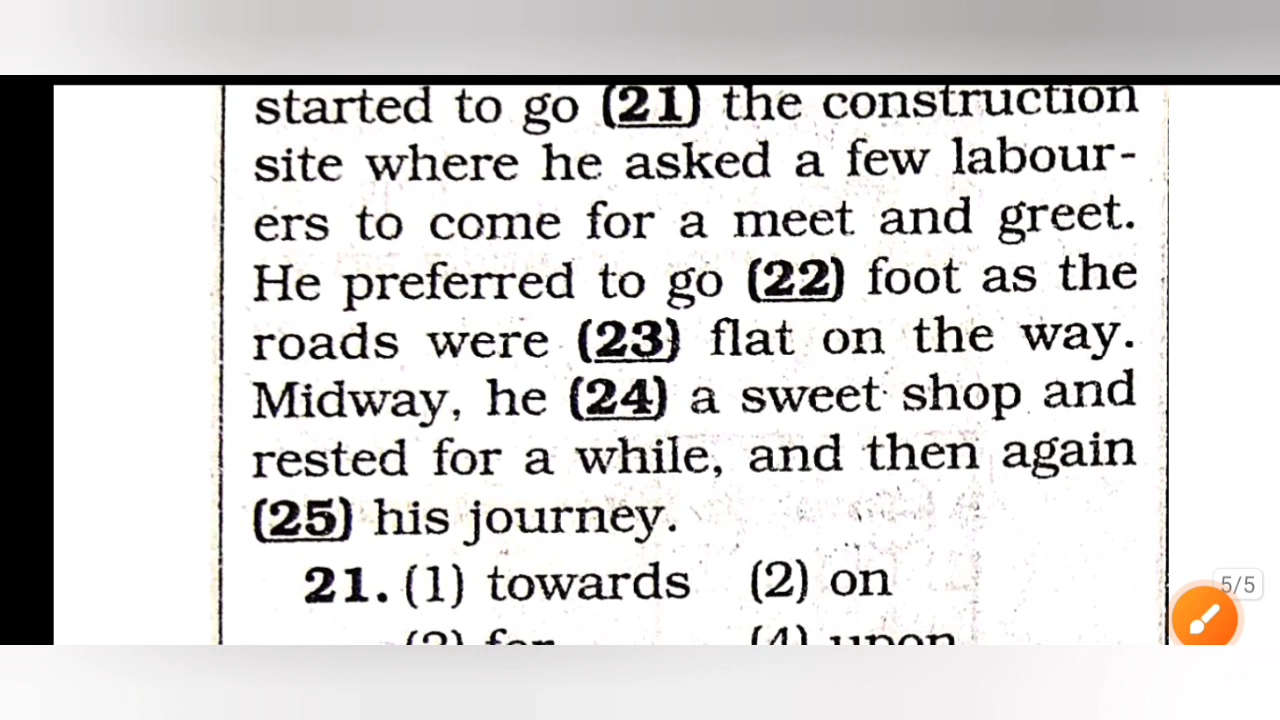 started to go (21) the construction
site where he asked a few labour-
ers to come for a meet and greet.
He preferred to go (22) foot as the
roads were (23) flat on the way.
Midway, he (24) a sweet shop and
rested for a while, and then again
(25) his journey.
21. (1) towards (2) on
(4) upon
5/5